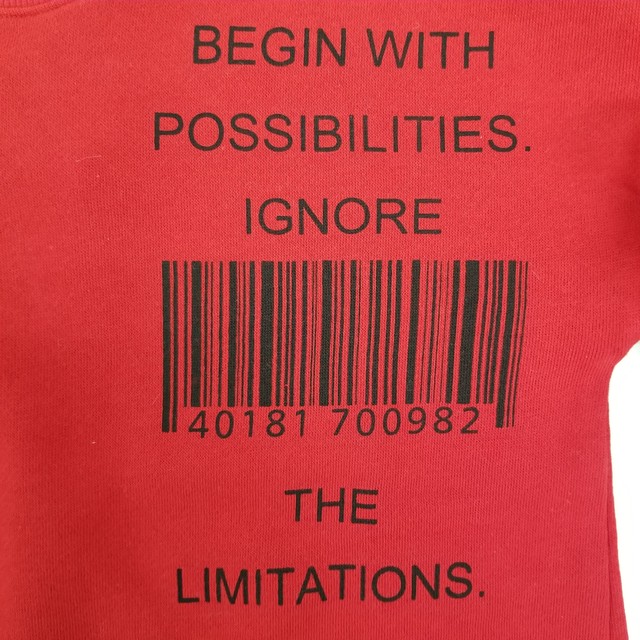 BEGIN WITH
POSSIBILITIES.
IGNORE
40181 700982
THE
LIMITATIONS.